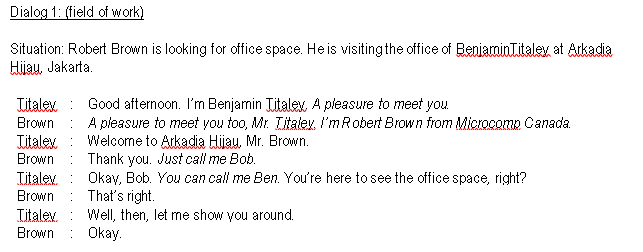 Dialog 1: (field of work)
Situation: Robert Brown is looking for office space. He is visiting the office of BenjaminTitaley at Arkadia
Hijau, Jakarta.
Titaley : Good afternoon. I'm Benjamin Titaley. A pleasure to meet you.
Brown : A pleasure to meet you too, Mr. Titaley. I'm Robert Brown from Microcomp Canada.
Titaley : Welcome to Arkadia Hijau, Mr. Brown.
Brown : Thank you. Just call me Bob.
Titaley : Okay, Bob. You can call me Ben. You're here to see the office space, right?
Brown : That's right.
Titaley : Well, then, let me show you around.
Brown : Okay.